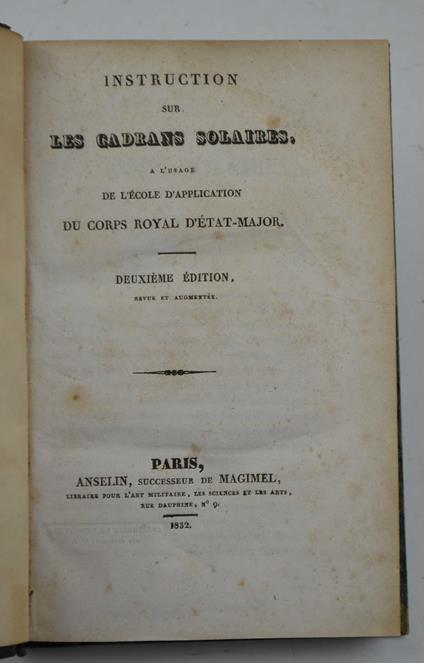 INSTRUCTION
SUR
LES CADRANS SOLAIRES.
A L'USAGE
DE L'ÉCOLE D'APPLICATION
DU CORPS ROYAL D'ÉTAT-MAJOR.
DEUXIÈME ÉDITION,
REVUE ET AUGMENTÉE.
PARIS,
ANSELIN, SUCCESSEUR DE MAGIMEL,
LIBRAIRE POUR L'ART MILITAIRE, LES SCIENCES ET LES ARTS,
RUE DAUPHINE, N° 9.
1832.